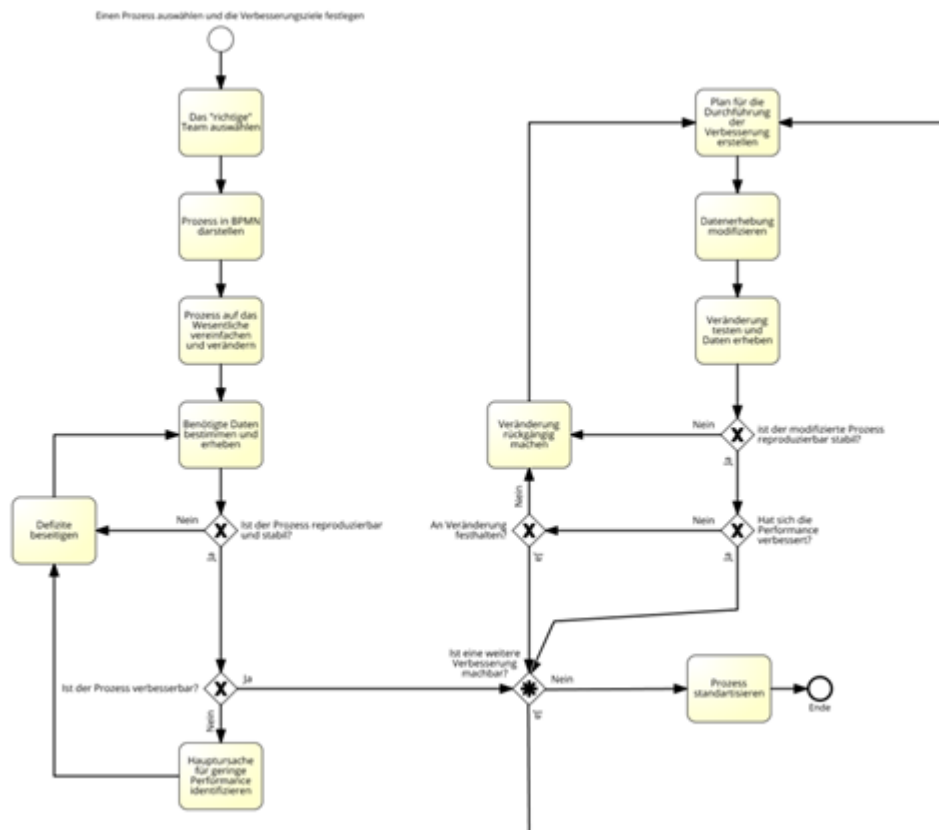 Einen Prozess auswählen und die Verbesserungsziele festlegen
Das "richtige"
Team auswählen
Prozess in BPMN
darstellen
Prozess auf das
Wesentliche
vereinfachen
und verändern
Benötigte Daten
bestimmen und
erheben
Defizite
beseitigen
Nein
Ist der Prozess reproduzierbar
und stabil?
Ja
Ist der Prozess verbesserbar?
Ja
Nein
Hauptursache
für geringe
Performance
identifizieren
Plan für die
Durchführung
der
Verbesserung
erstellen
Datenerhebung
modifizieren
Veränderung
testen und
Daten erheben
Veränderung
rückgängig
machen
Nein
Ist der modifizierte Prozess
reproduzierbar stabil?
Ja
Nein
An Veränderung
festhalten?
Nein
Hat sich die
Performance
verbessert?
Ja
Ja
Ist eine weitere
Verbesserung
machbar?
Nein
Ja
Prozess
standartisieren
Ende